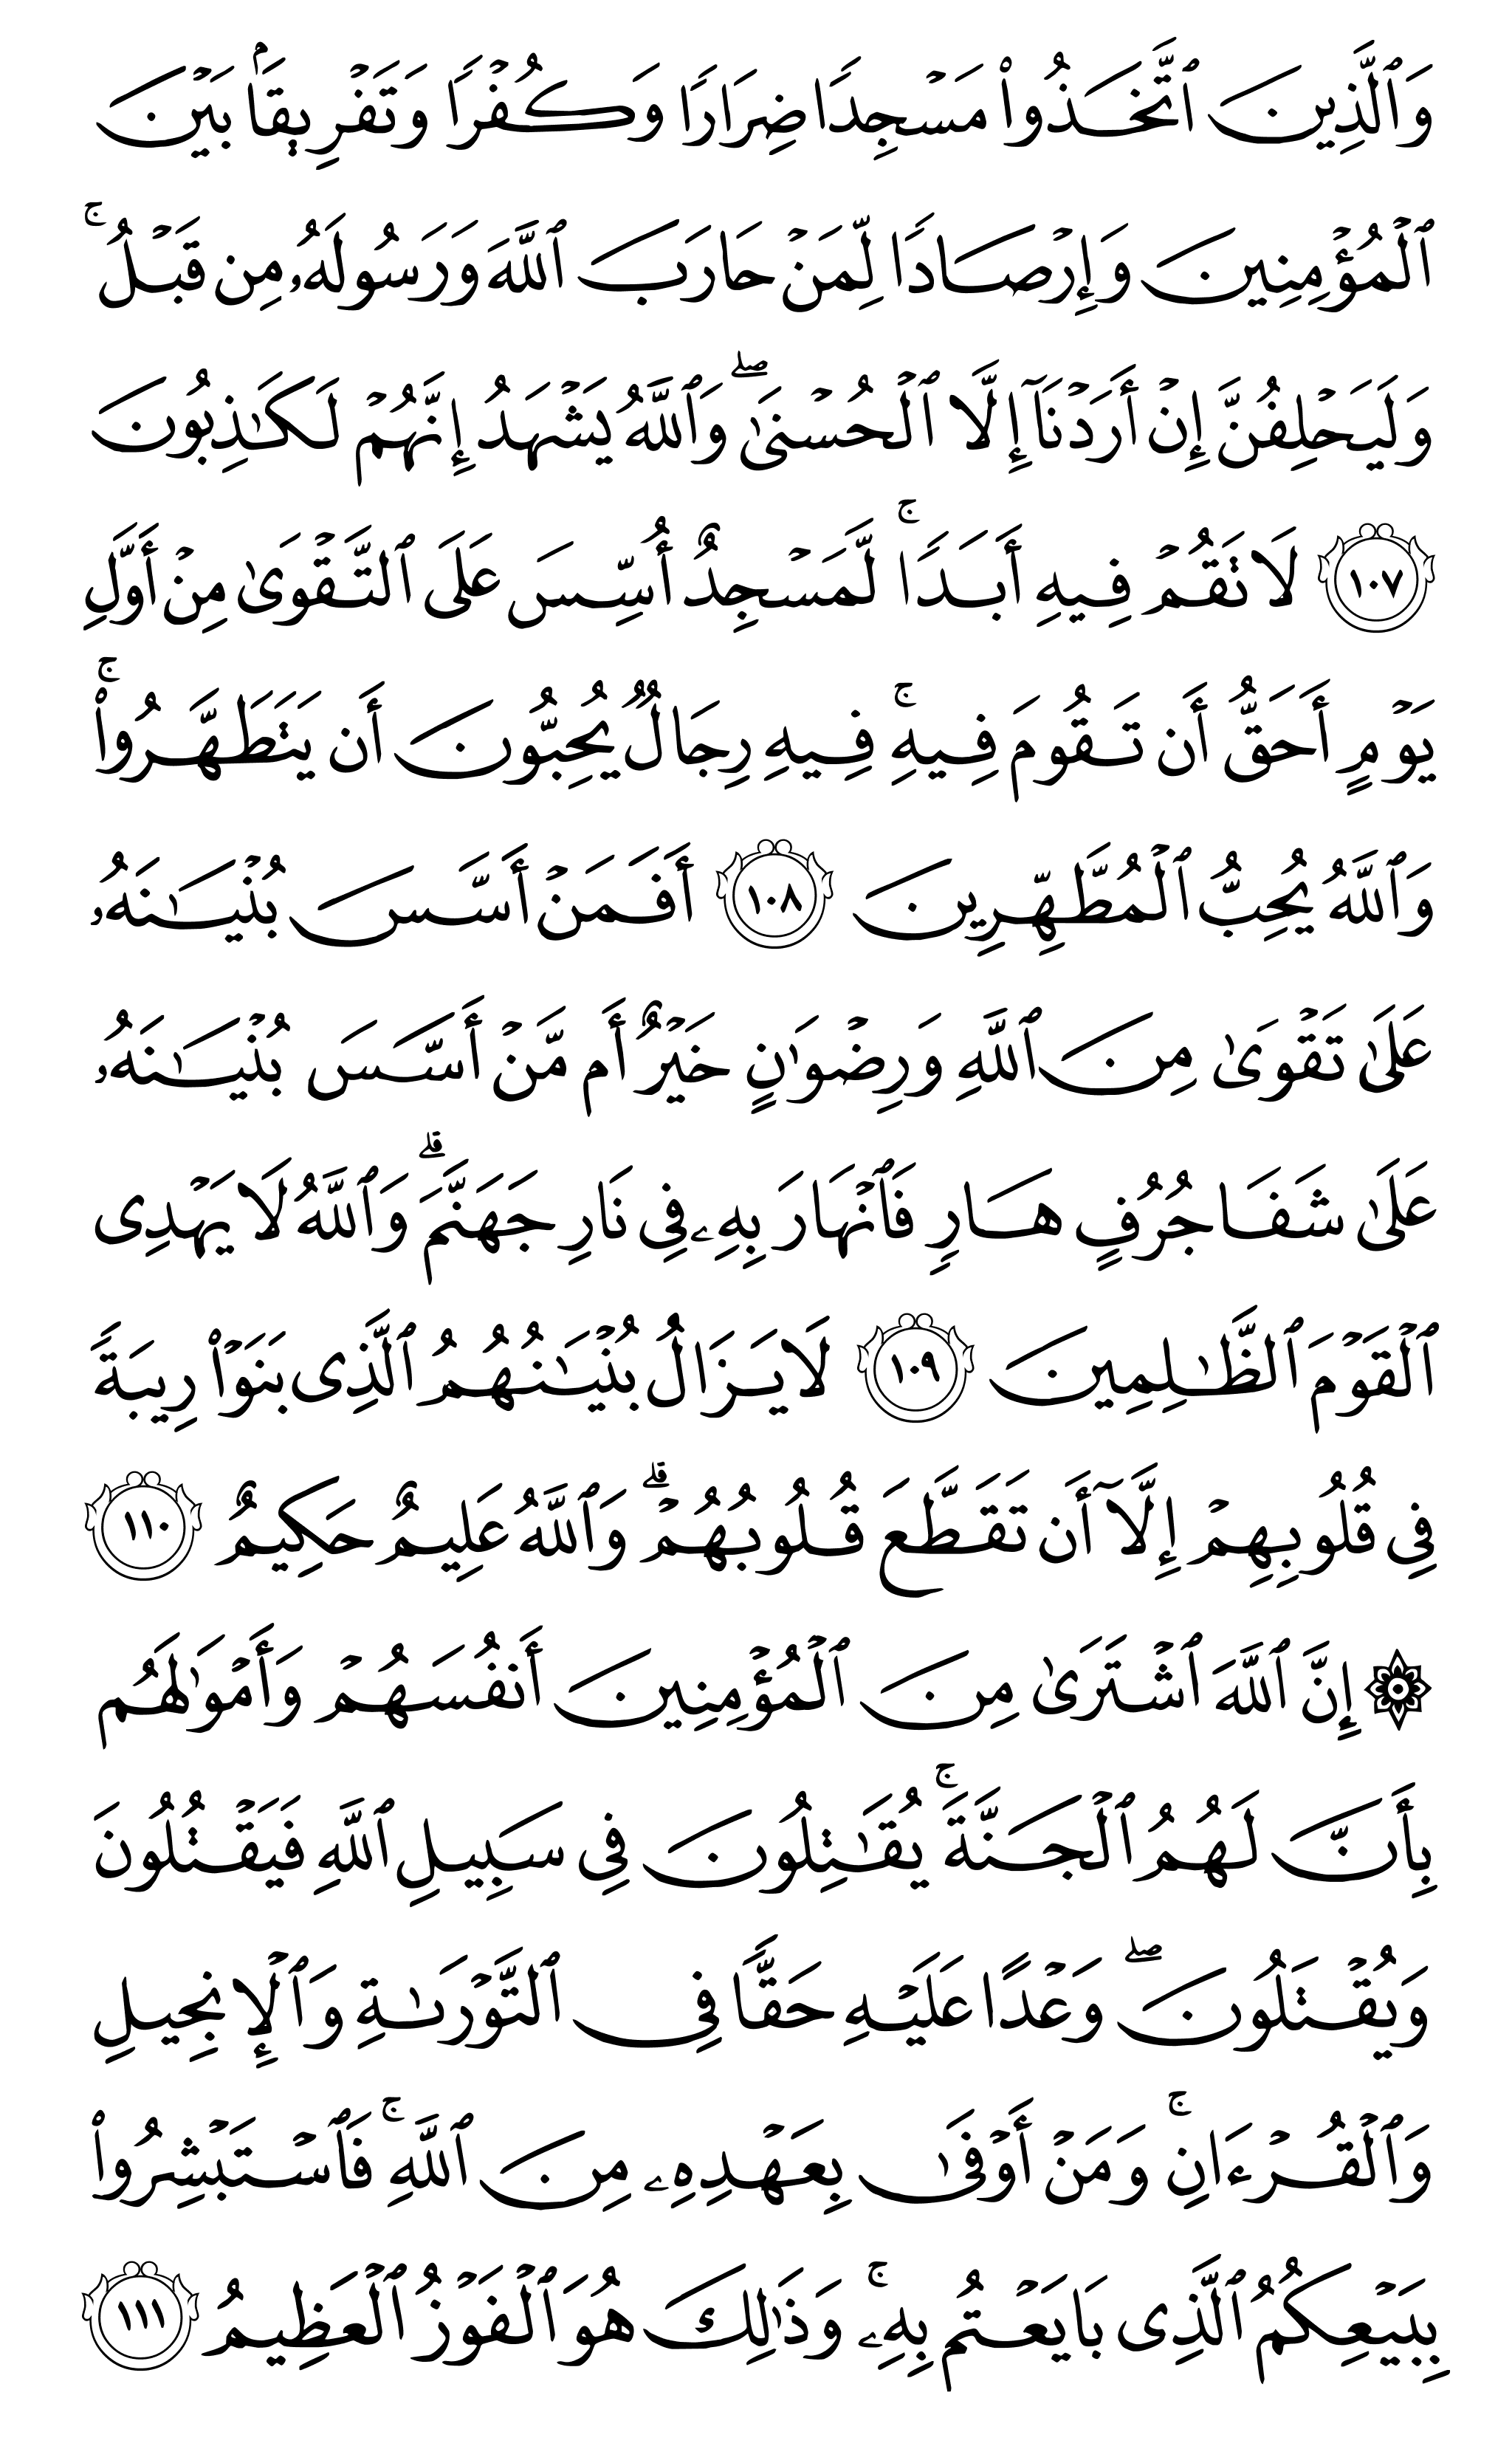 وَٱلَّذِينَ ٱتَّخَذُوا۟ مَسْجِدًا ضِرَارًا وَكُفْرًا وَتَفْرِيقًۢا بَيْنَ
ٱلْمُؤْمِنِينَ وَإِرْصَادًا لِّمَنْ حَارَبَ ٱللَّهَ وَرَسُولَهُۥ مِن قَبْلُ ۚ
وَلَيَحْلِفُنَّ إِنْ أَرَدْنَآ إِلَّا ٱلْحُسْنَىٰ ۖ وَٱللَّهُ يَشْهَدُ إِنَّهُمْ لَكَـٰذِبُونَ
١٠٧ لَا تَقُمْ فِيهِ أَبَدًا ۚ لَّمَسْجِدٌ أُسِّسَ عَلَى ٱلتَّقْوَىٰ مِنْ أَوَّلِ
يَوْمٍ أَحَقُّ أَن تَقُومَ فِيهِ ۚ فِيهِ رِجَالٌ يُحِبُّونَ أَن يَتَطَهَّرُوا۟ ۚ
وَٱللَّهُ يُحِبُّ ٱلْمُطَّهِّرِينَ ١٠٨ أَفَمَنْ أَسَّسَ بُنْيَـٰنَهُۥ
عَلَىٰ تَقْوَىٰ مِنَ ٱللَّهِ وَرِضْوَٰنٍ خَيْرٌ أَم مَّنْ أَسَّسَ بُنْيَـٰنَهُۥ
عَلَىٰ شَفَا جُرُفٍ هَارٍ فَٱنْهَارَ بِهِۦ فِى نَارِ جَهَنَّمَ ۗ وَٱللَّهُ لَا يَهْدِى
ٱلْقَوْمَ ٱلظَّـٰلِمِينَ ١٠٩ لَا يَزَالُ بُنْيَـٰنُهُمُ ٱلَّذِى بَنَوْا۟ رِيبَةً
فِى قُلُوبِهِمْ إِلَّآ أَن تَقَطَّعَ قُلُوبُهُمْ ۗ وَٱللَّهُ عَلِيمٌ حَكِيمٌ ١١٠
۞ إِنَّ ٱللَّهَ ٱشْتَرَىٰ مِنَ ٱلْمُؤْمِنِينَ أَنفُسَهُمْ وَأَمْوَٰلَهُم
بِأَنَّ لَهُمُ ٱلْجَنَّةَ ۚ يُقَـٰتِلُونَ فِى سَبِيلِ ٱللَّهِ فَيَقْتُلُونَ
وَيُقْتَلُونَ ۖ وَعْدًا عَلَيْهِ حَقًّا فِى ٱلتَّوْرَىٰةِ وَٱلْإِنجِيلِ
وَٱلْقُرْءَانِ ۚ وَمَنْ أَوْفَىٰ بِعَهْدِهِۦ مِنَ ٱللَّهِ ۚ فَٱسْتَبْشِرُوا۟
بِبَيْعِكُمُ ٱلَّذِى بَايَعْتُم بِهِۦ ۚ وَذَٰلِكَ هُوَ ٱلْفَوْزُ ٱلْعَظِيمُ ١١١